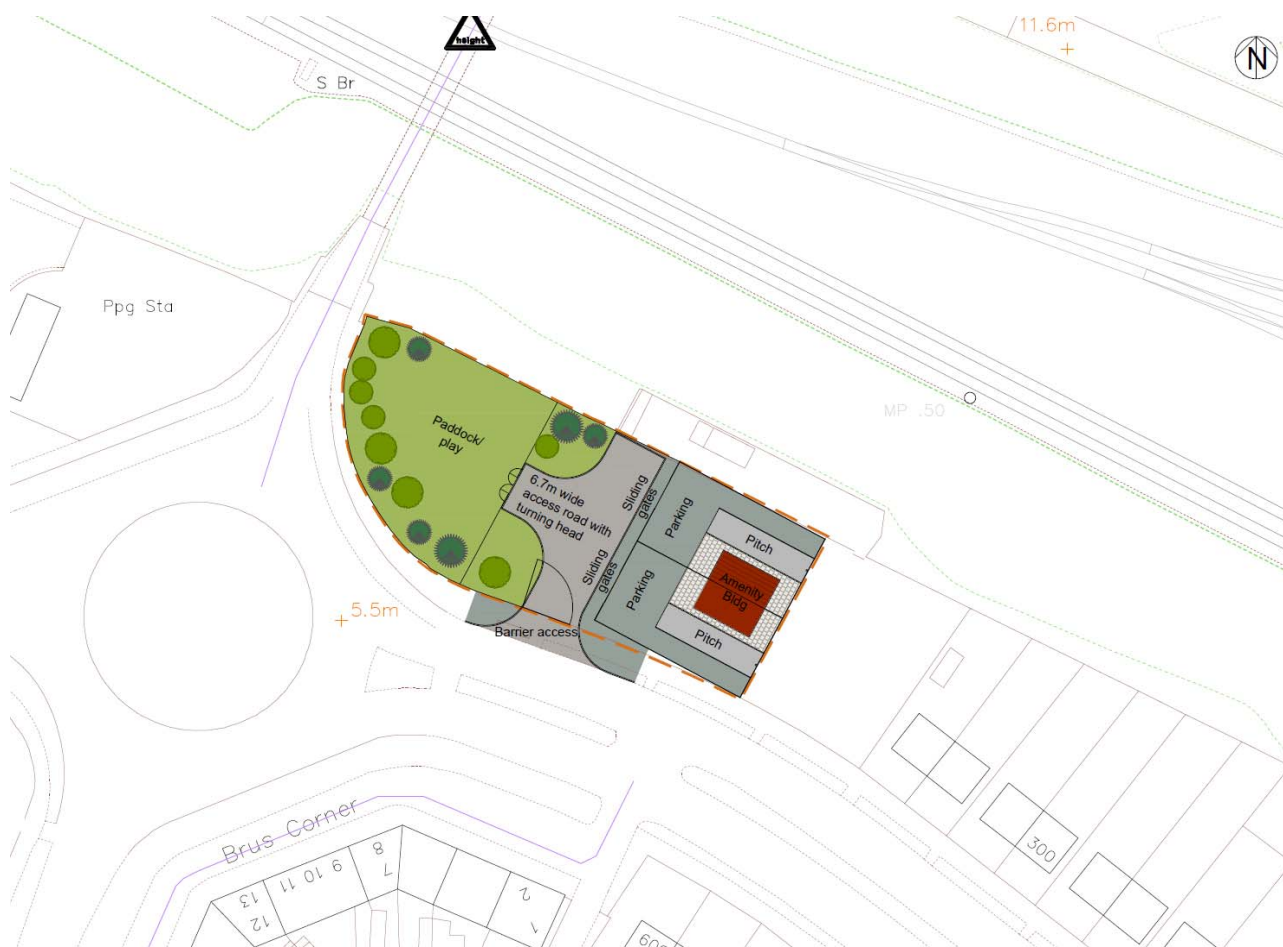 height
11.6m
N
S Br
Ppg Sta
MP .50
Paddock/
play
6.7m wide
access road with
turning head
Sliding
gates
Sliding
gates
Parking
Parking
Pitch
Amenity
Bldg
Pitch
Barrier access
5.5m
Brus Corner
13
12
9 10 11
8
7
2
1
300